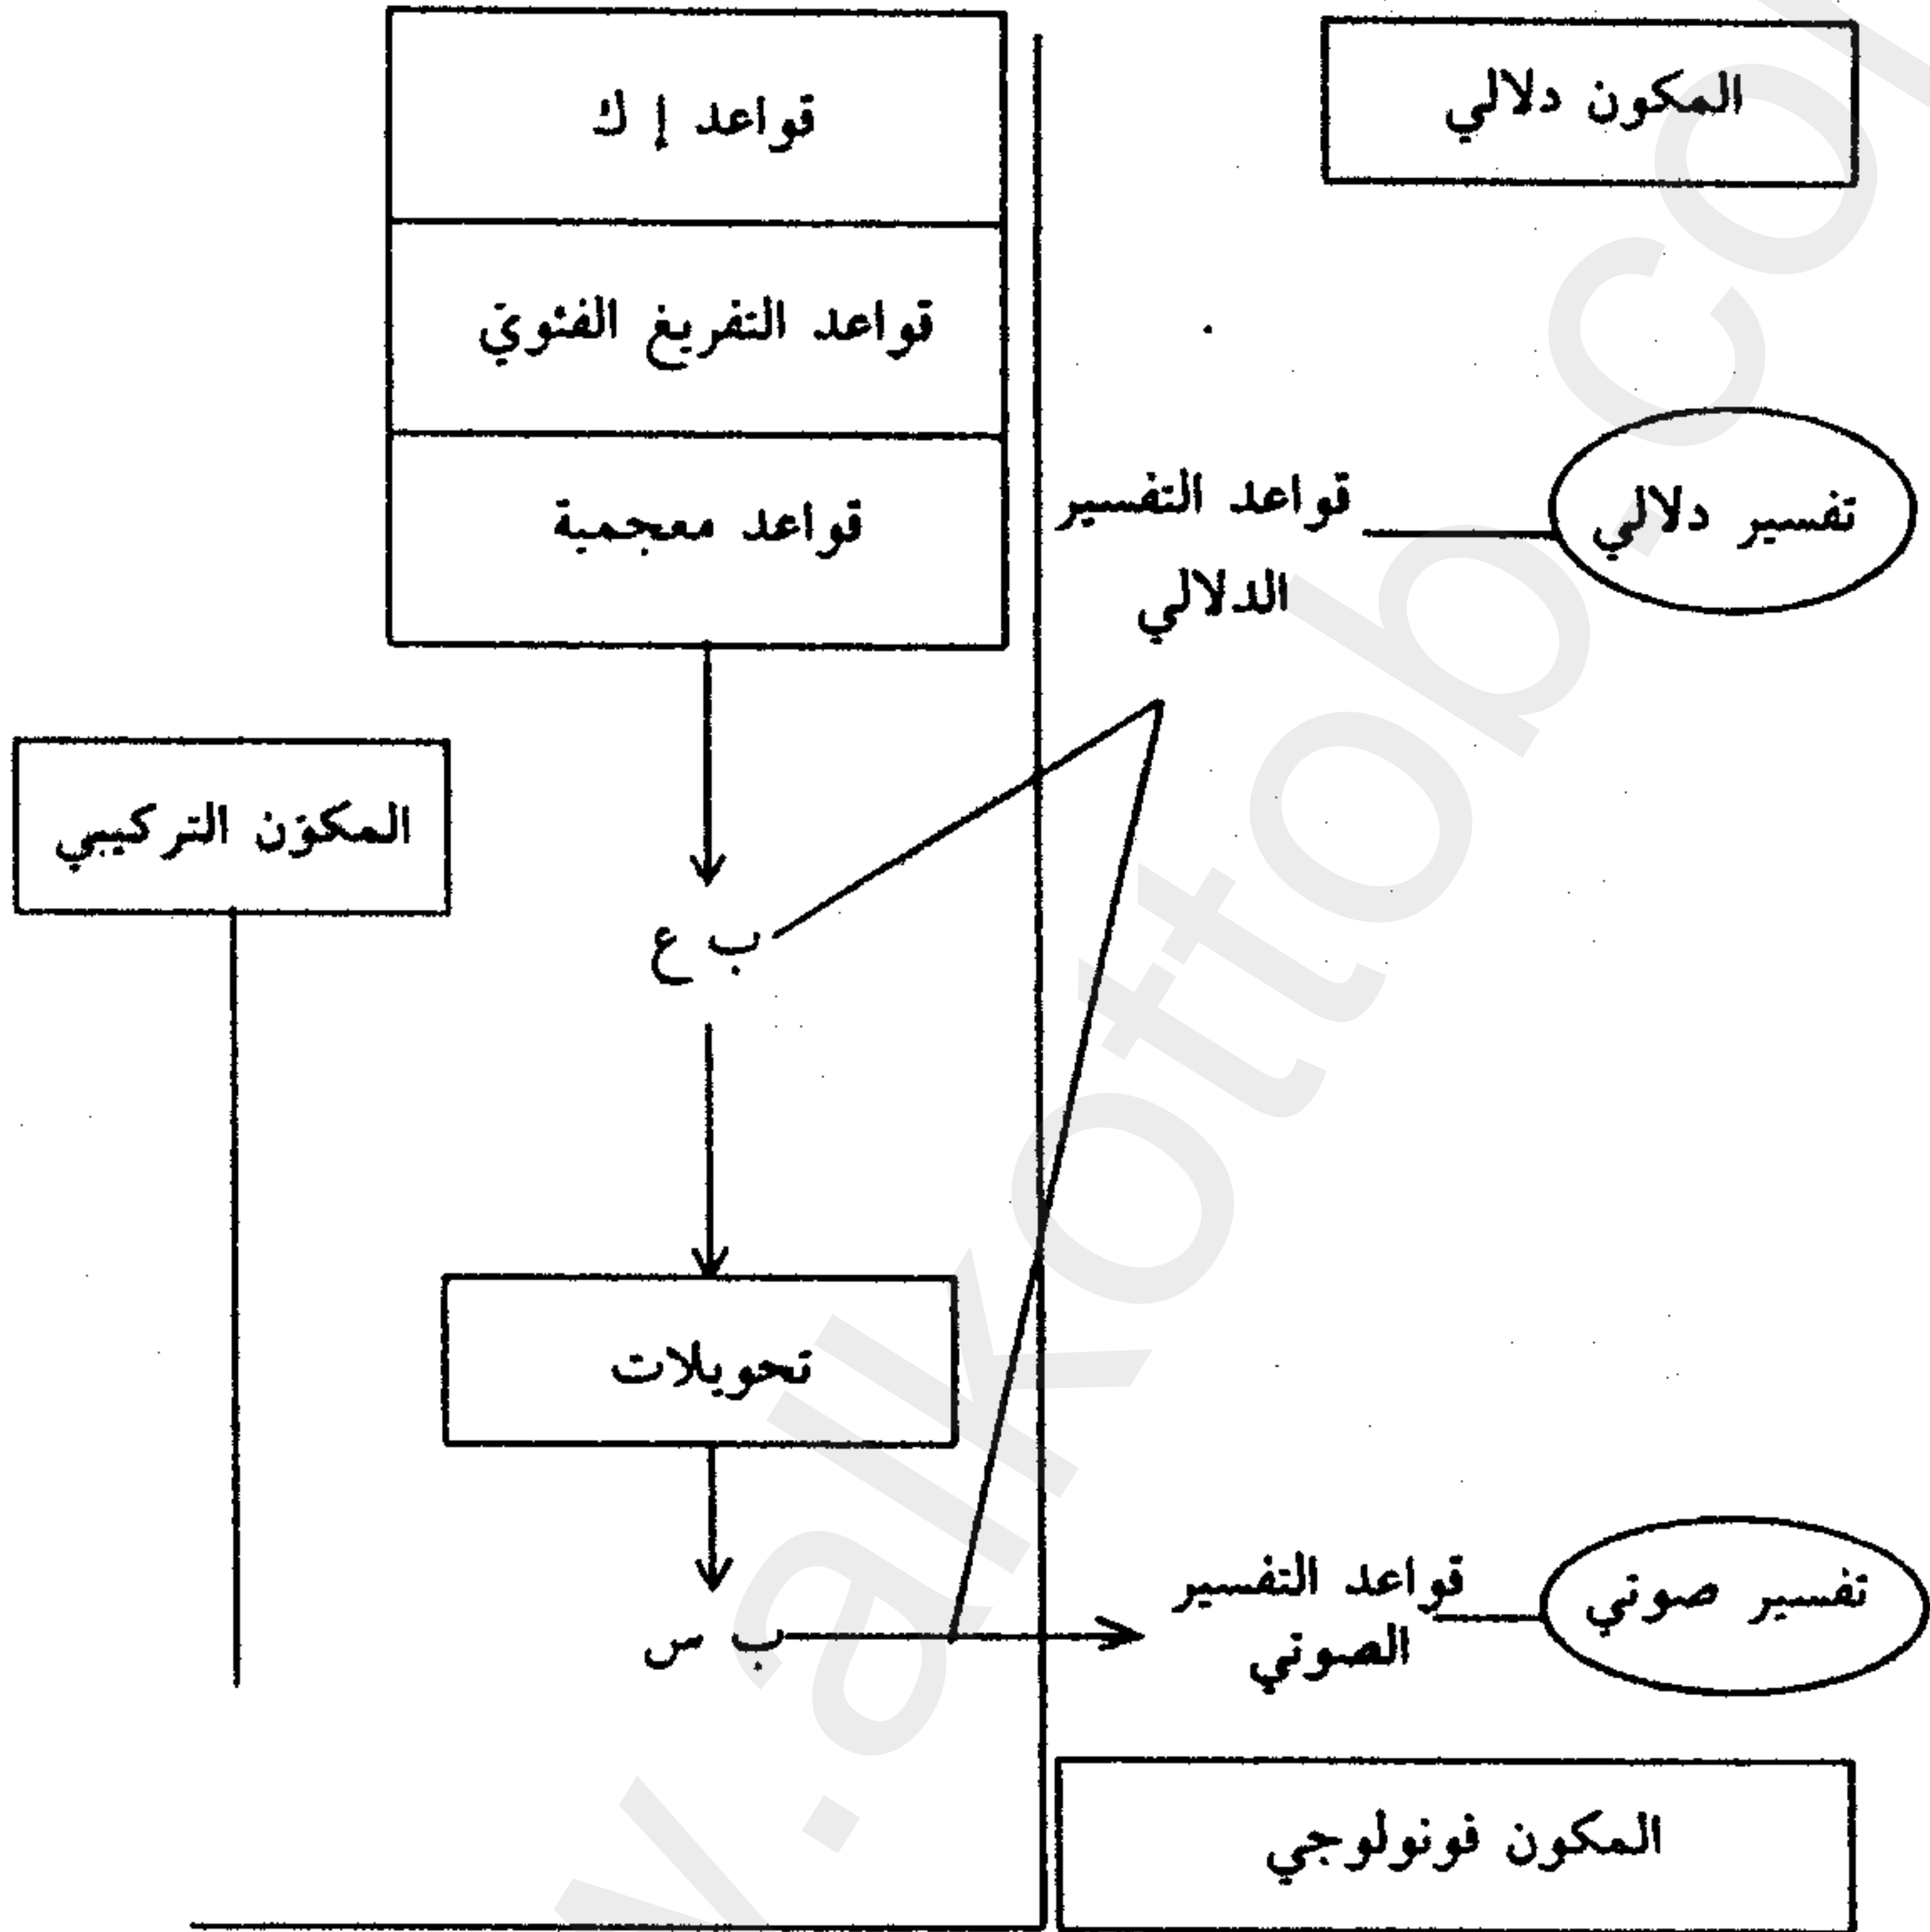 المكون دلالي
قواعد إ ك
قواعد التفريغ الفئوي
قواعد معجمية
تفسير دلالي
قواعد التفسير
الدلالي
المكوّن التركيبي
ب ع
تحويلات
ب س
تفسير صوتي
قواعد التفسير
الصوتي
المكون فونولوجي